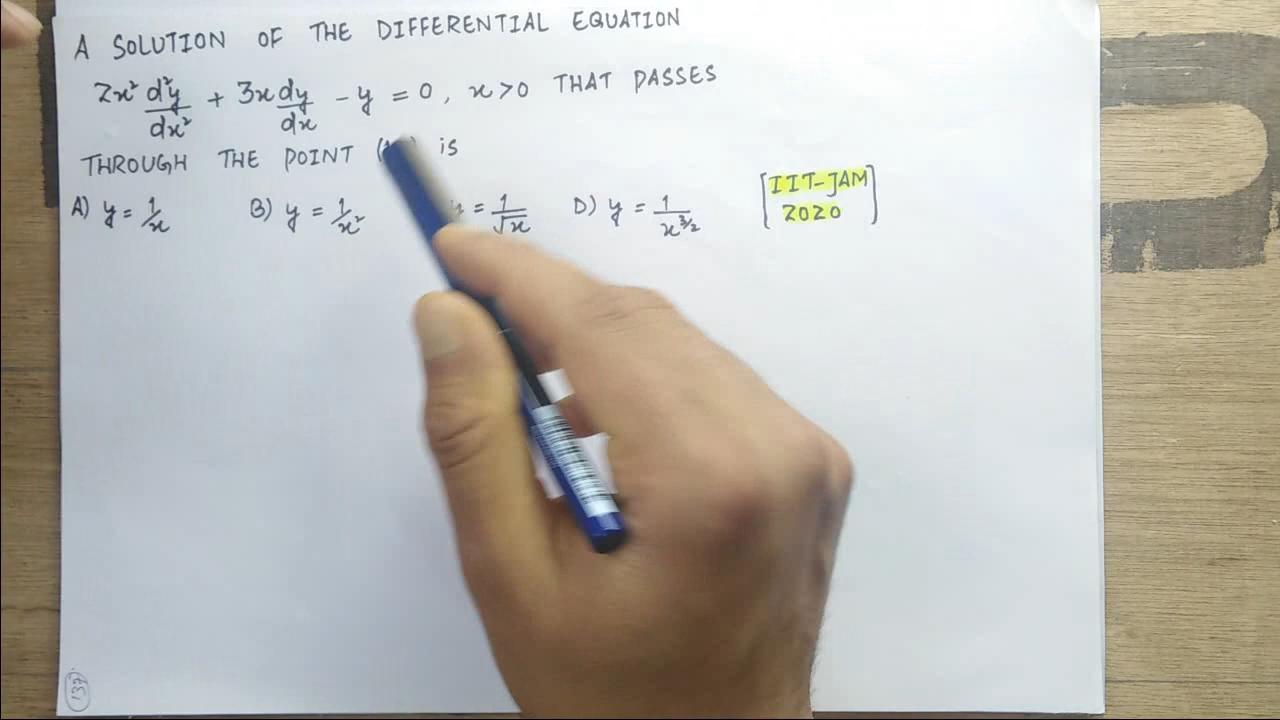 A SOLUTION OF THE DIFFERENTIAL EQUATION
2x² d²y/dx² + 3x dy/dx - y = 0, x>0 THAT PASSES
THROUGH THE POINT is
A) y = 1/x B) y = 1/x² = 1/√x D) y = 1/x^3/2 [IIT-JAM
2020]
137